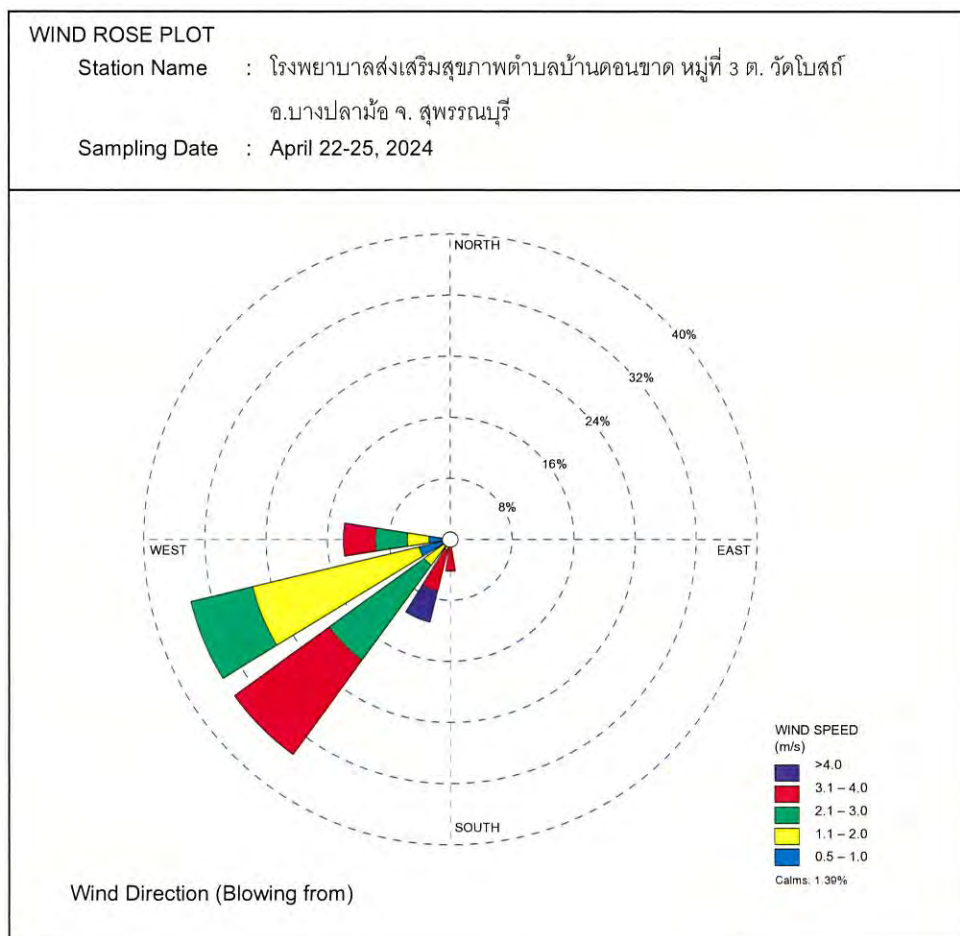 WIND ROSE PLOT
Station Name : โรงพยาบาลส่งเสริมสุขภาพตำบลบ้านดอนขาด หมู่ที่ 3 ต. วัดโบสถ์
อ.บางปลาม้อ จ. สุพรรณบุรี
Sampling Date : April 22-25, 2024
NORTH
40%
32%
24%
16%
8%
WEST
EAST
SOUTH
WIND SPEED
(m/s)
>4.0
3.1 – 4.0
2.1 – 3.0
1.1 – 2.0
0.5 – 1.0
Calms: 1.39%
Wind Direction (Blowing from)